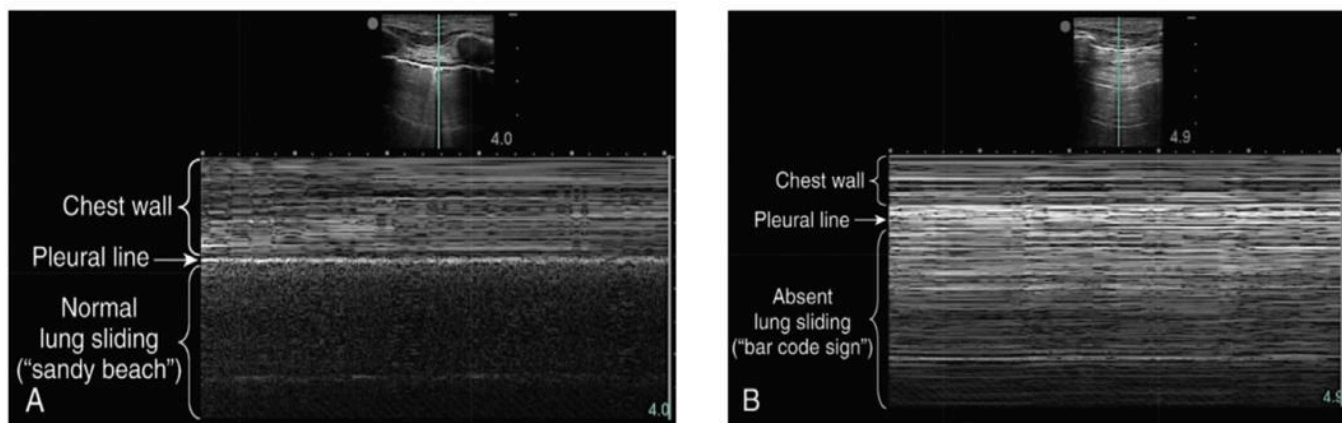 4.0
Chest wall
Pleural line
Normal
lung sliding
("sandy beach")
A
4.0
4.9
Chest wall
Pleural line
Absent
lung sliding
("bar code sign")
B
4.9